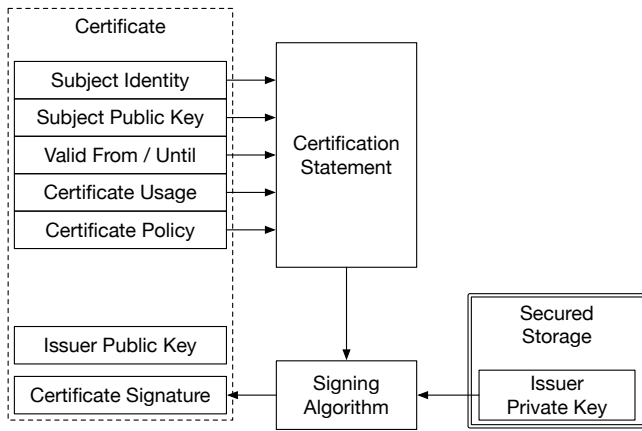 Certificate
Subject Identity
Subject Public Key
Valid From / Until
Certificate Usage
Certificate Policy
Issuer Public Key
Certificate Signature
Certification
Statement
Signing
Algorithm
Secured
Storage
Issuer
Private Key